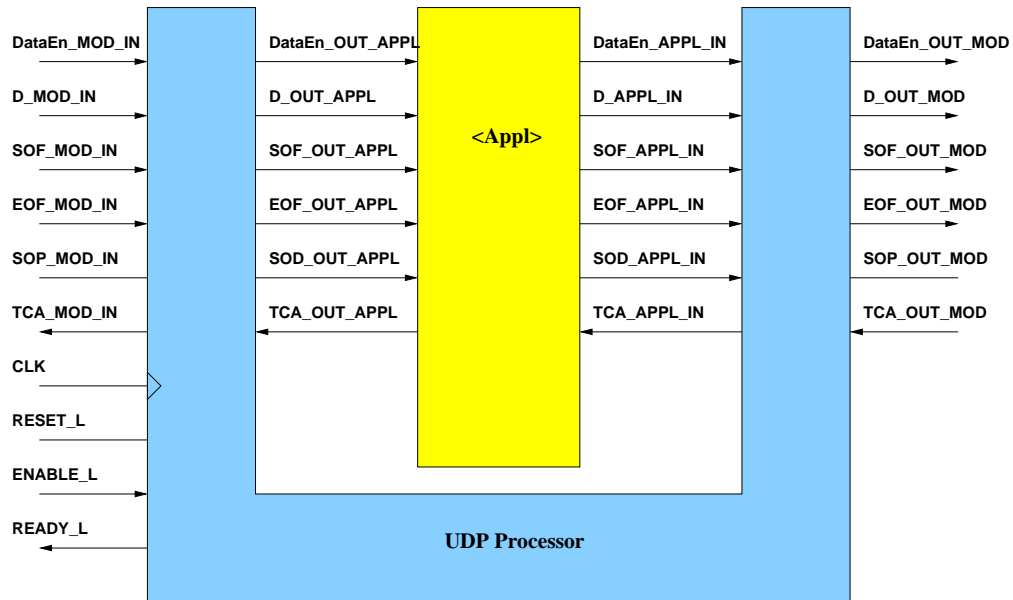 DataEn_MOD_IN DataEn_OUT_APPL DataEn_APPL_IN DataEn_OUT_MOD
D_MOD_IN D_OUT_APPL D_APPL_IN D_OUT_MOD
<Appl>
SOF_MOD_IN SOF_OUT_APPL SOF_APPL_IN SOF_OUT_MOD
EOF_MOD_IN EOF_OUT_APPL EOF_APPL_IN EOF_OUT_MOD
SOP_MOD_IN SOD_OUT_APPL SOD_APPL_IN SOP_OUT_MOD
TCA_MOD_IN TCA_OUT_APPL TCA_APPL_IN TCA_OUT_MOD
CLK
RESET_L
ENABLE_L
READY_L
UDP Processor